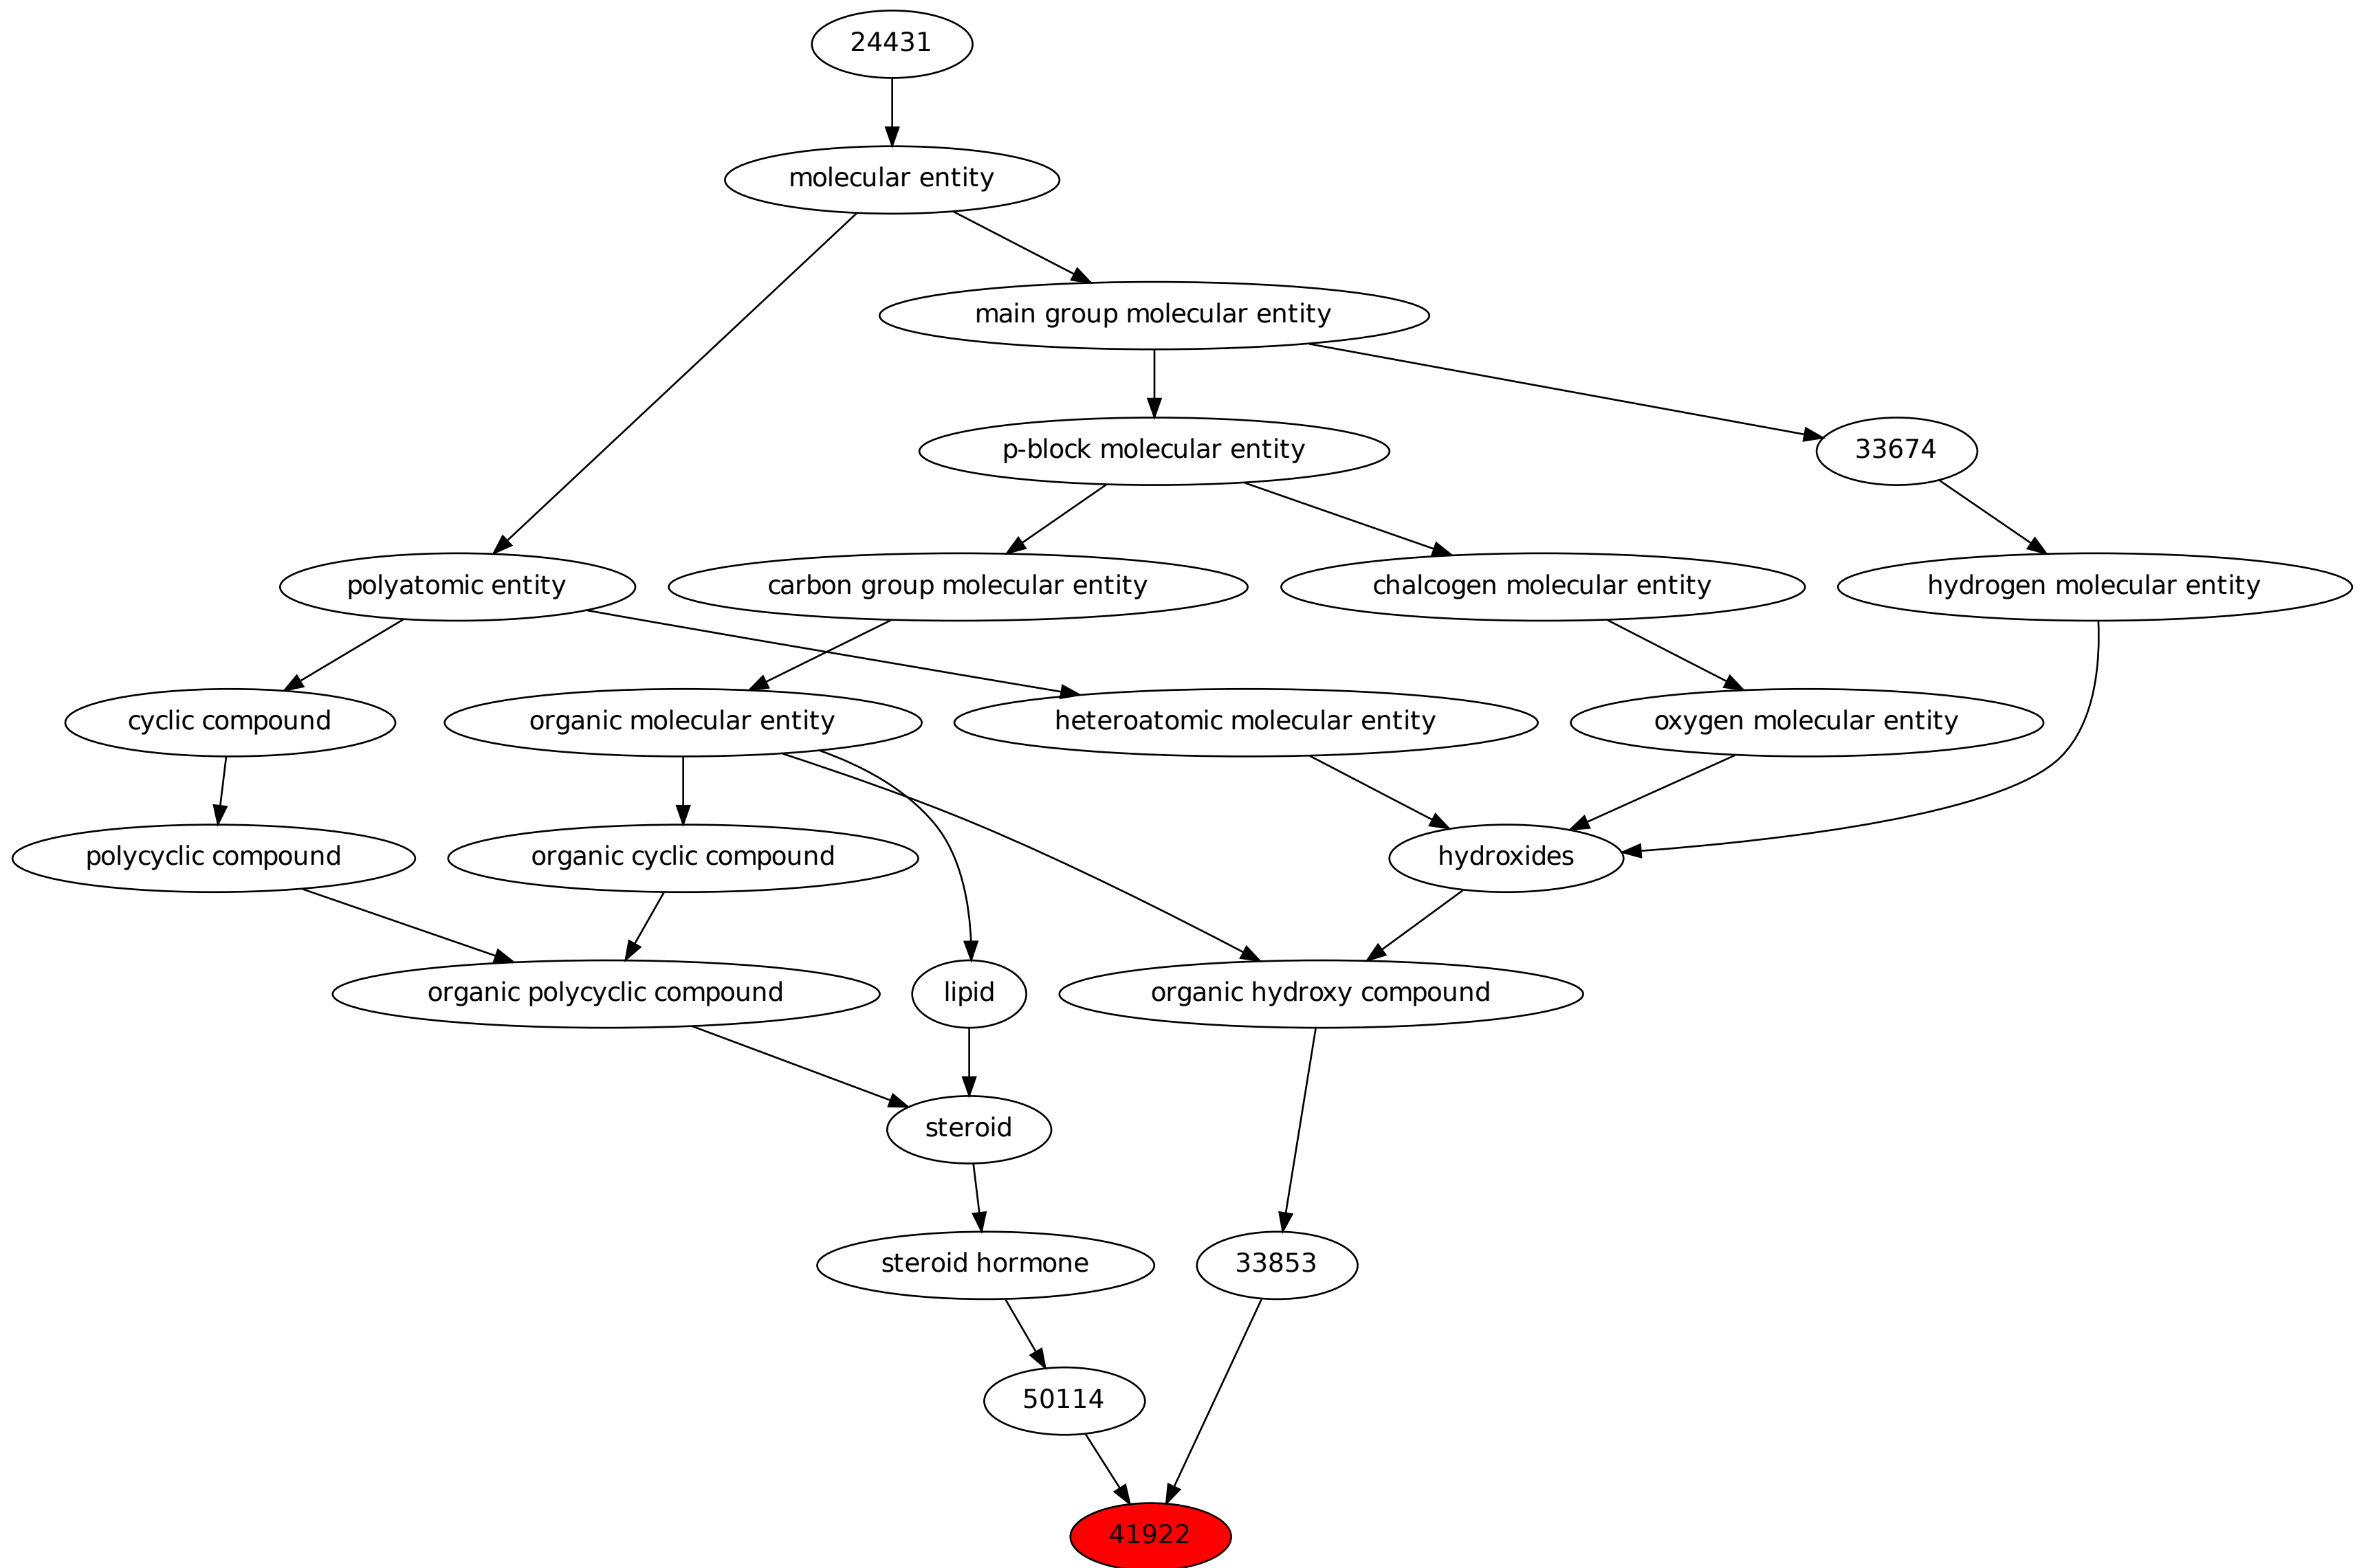 24431
molecular entity
main group molecular entity
p-block molecular entity
33674
polyatomic entity
carbon group molecular entity
chalcogen molecular entity
hydrogen molecular entity
cyclic compound
organic molecular entity
heteroatomic molecular entity
oxygen molecular entity
polycyclic compound
organic cyclic compound
hydroxides
organic polycyclic compound
lipid
organic hydroxy compound
steroid
steroid hormone
33853
50114
41922